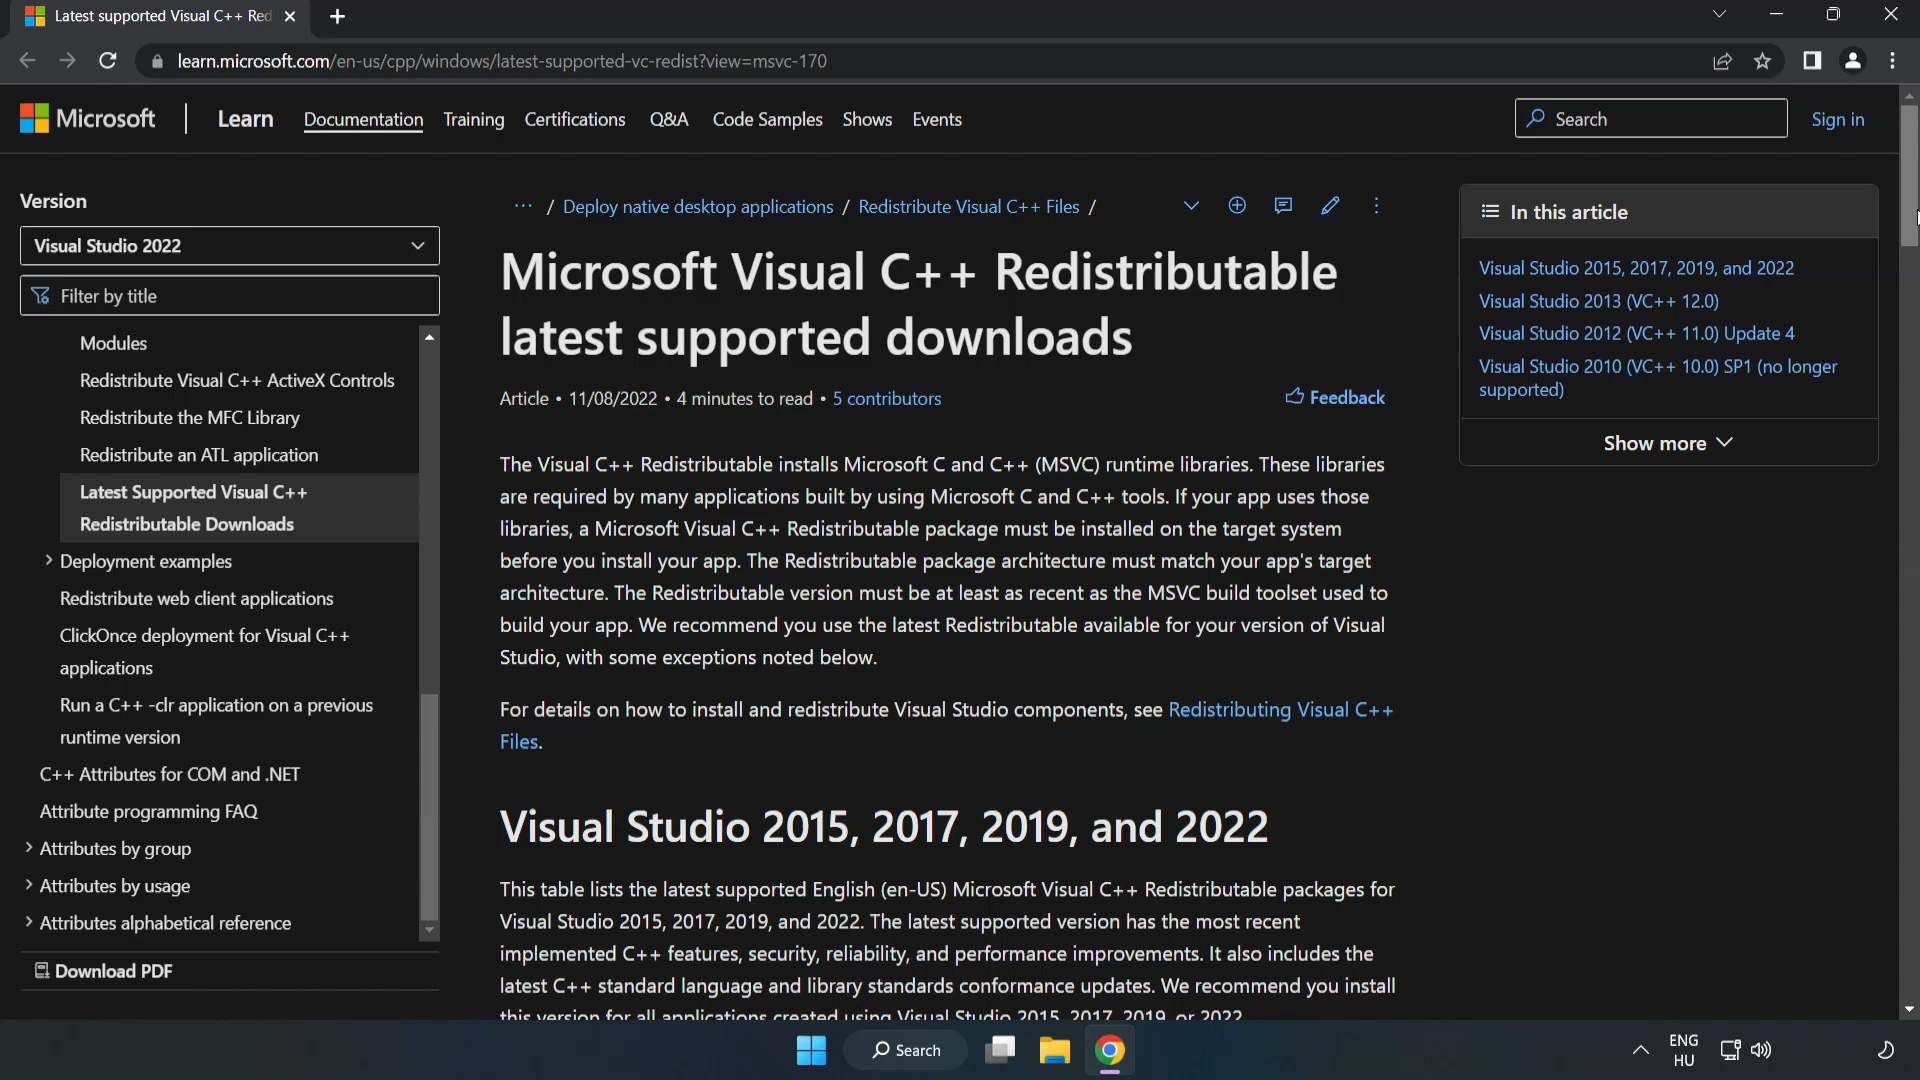 Latest supported Visual C++ Red
learn.microsoft.com/en-us/cpp/windows/latest-supported-vc-redist?view=msvc-170
Microsoft
Learn
Documentation
Training
Certifications
Q&A
Code Samples
Shows
Events
Search
Sign in
Version
Visual Studio 2022
Filter by title
Modules
Redistribute Visual C++ ActiveX Controls
Redistribute the MFC Library
Redistribute an ATL application
Latest Supported Visual C++
Redistributable Downloads
Deployment examples
Redistribute web client applications
ClickOnce deployment for Visual C++
applications
Run a C++ -clr application on a previous
runtime version
C++ Attributes for COM and .NET
Attribute programming FAQ
Attributes by group
Attributes by usage
Attributes alphabetical reference
Download PDF
... / Deploy native desktop applications / Redistribute Visual C++ Files /
Microsoft Visual C++ Redistributable
latest supported downloads
Article • 11/08/2022 • 4 minutes to read • 5 contributors
Feedback
The Visual C++ Redistributable installs Microsoft C and C++ (MSVC) runtime libraries. These libraries
are required by many applications built by using Microsoft C and C++ tools. If your app uses those
libraries, a Microsoft Visual C++ Redistributable package must be installed on the target system
before you install your app. The Redistributable package architecture must match your app's target
architecture. The Redistributable version must be at least as recent as the MSVC build toolset used to
build your app. We recommend you use the latest Redistributable available for your version of Visual
Studio, with some exceptions noted below.
For details on how to install and redistribute Visual Studio components, see Redistributing Visual C++
Files.
Visual Studio 2015, 2017, 2019, and 2022
This table lists the latest supported English (en-US) Microsoft Visual C++ Redistributable packages for
Visual Studio 2015, 2017, 2019, and 2022. The latest supported version has the most recent
implemented C++ features, security, reliability, and performance improvements. It also includes the
latest C++ standard language and library standards conformance updates. We recommend you install
this version for all applications created using Visual Studio 2015, 2017, 2019, or 2022.
In this article
Visual Studio 2015, 2017, 2019, and 2022
Visual Studio 2013 (VC++ 12.0)
Visual Studio 2012 (VC++ 11.0) Update 4
Visual Studio 2010 (VC++ 10.0) SP1 (no longer
supported)
Show more
Search
ENG
HU